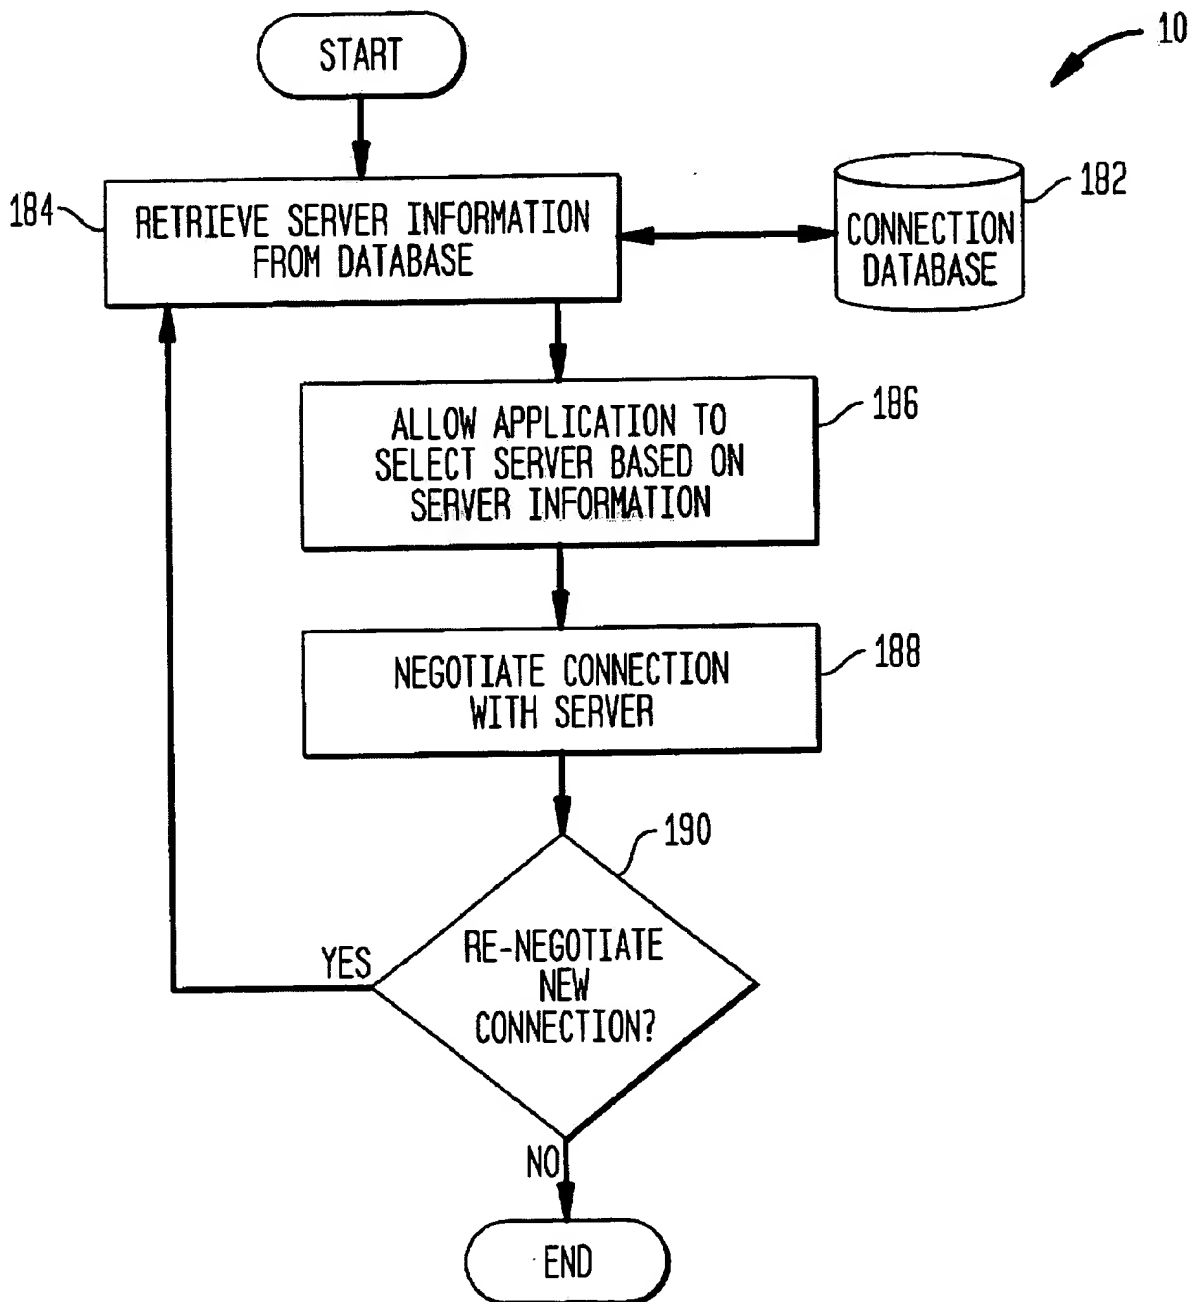 10
START
184
RETRIEVE SERVER INFORMATION
FROM DATABASE
182
CONNECTION
DATABASE
186
ALLOW APPLICATION TO
SELECT SERVER BASED ON
SERVER INFORMATION
188
NEGOTIATE CONNECTION
WITH SERVER
190
RE-NEGOTIATE
NEW
CONNECTION?
YES
NO
END